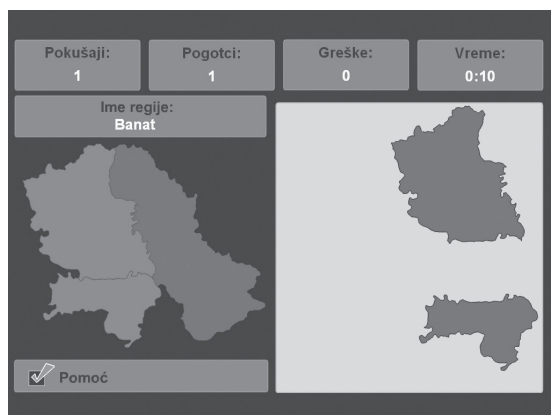 Pokušaji:
1
Pogotci:
1
Greške:
0
Vreme:
0:10
Ime regije:
Banat
Pomoć